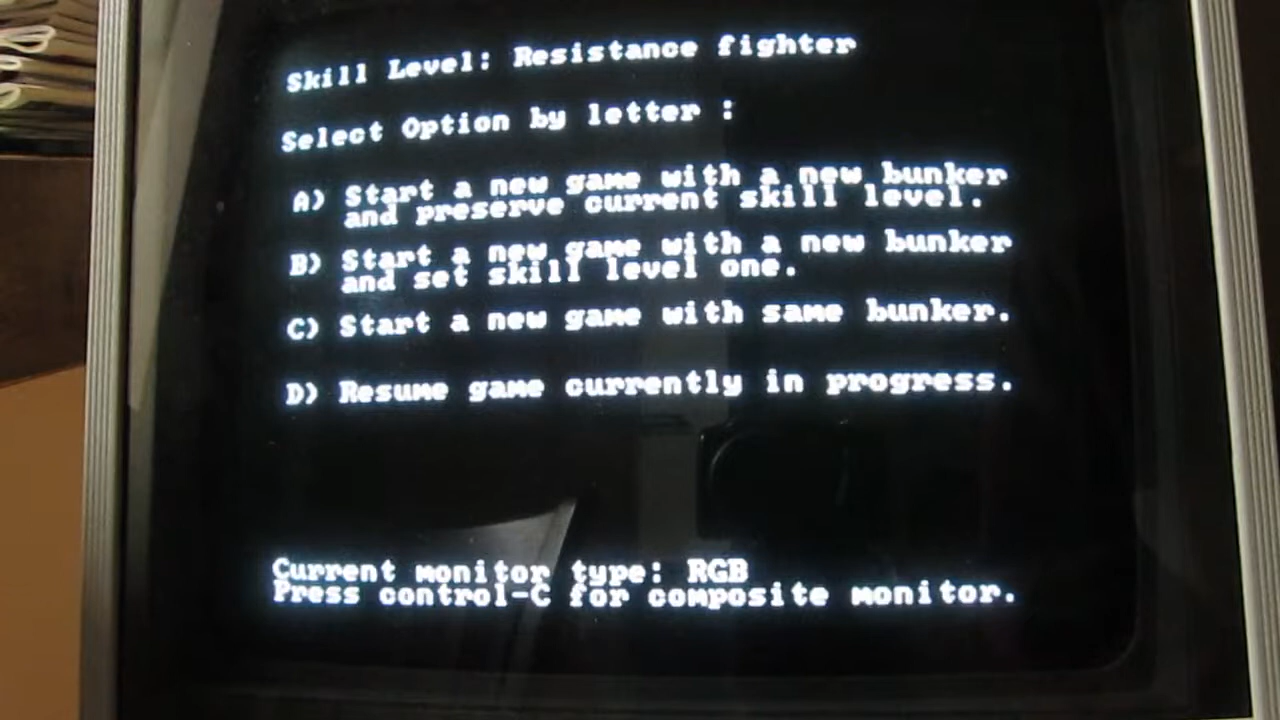 Skill Level: Resistance fighter
Select Option by letter :
A) Start a new game with a new bunker
and preserve current skill level.
B) Start a new game with a new bunker
and set skill level one.
C) Start a new game with same bunker.
D) Resume game currently in progress.
Current monitor type: RGB
Press control-C for composite monitor.